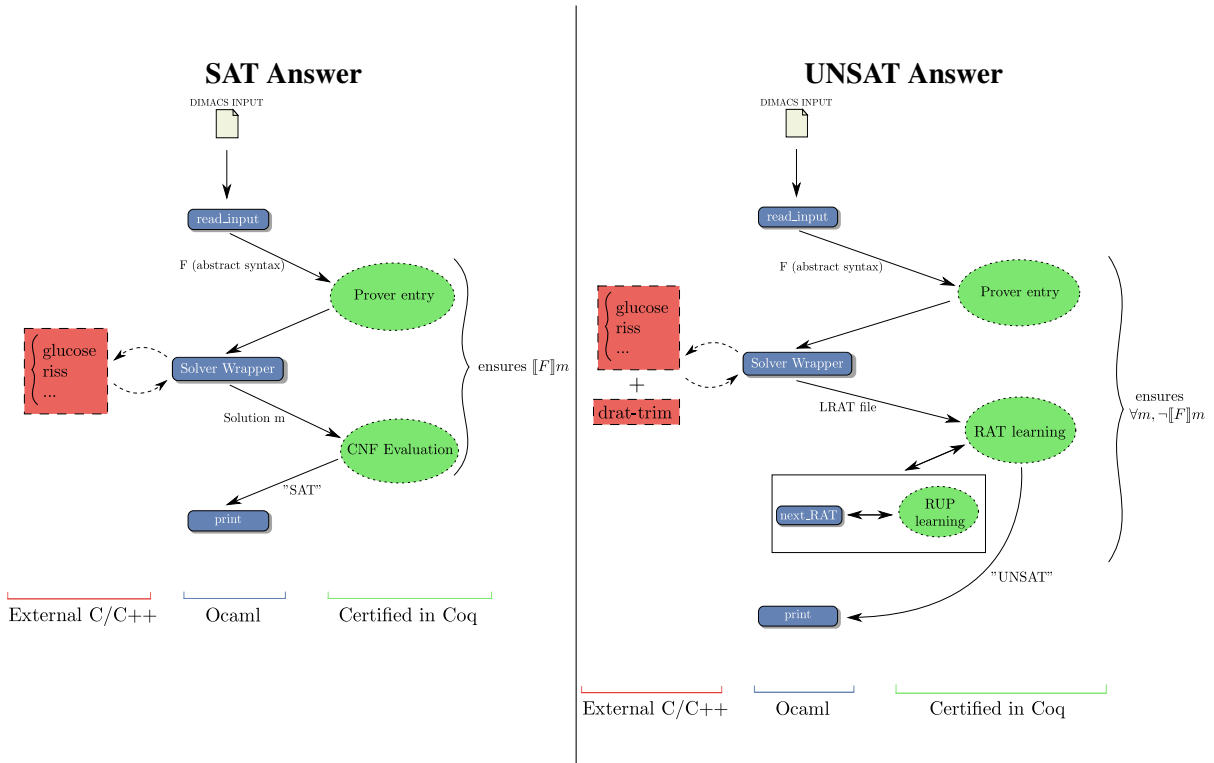 SAT Answer
DIMACS INPUT
read_input
F (abstract syntax)
Prover entry
glucose
riss
...
Solver Wrapper
ensures ⟦F⟧m
Solution m
CNF Evaluation
"SAT"
print
External C/C++
Ocaml
Certified in Coq
UNSAT Answer
DIMACS INPUT
read_input
F (abstract syntax)
Prover entry
glucose
riss
...
+
drat-trim
Solver Wrapper
LRAT file
ensures
∀m, ¬⟦F⟧m
RAT learning
next_RAT
RUP
learning
"UNSAT"
print
External C/C++
Ocaml
Certified in Coq